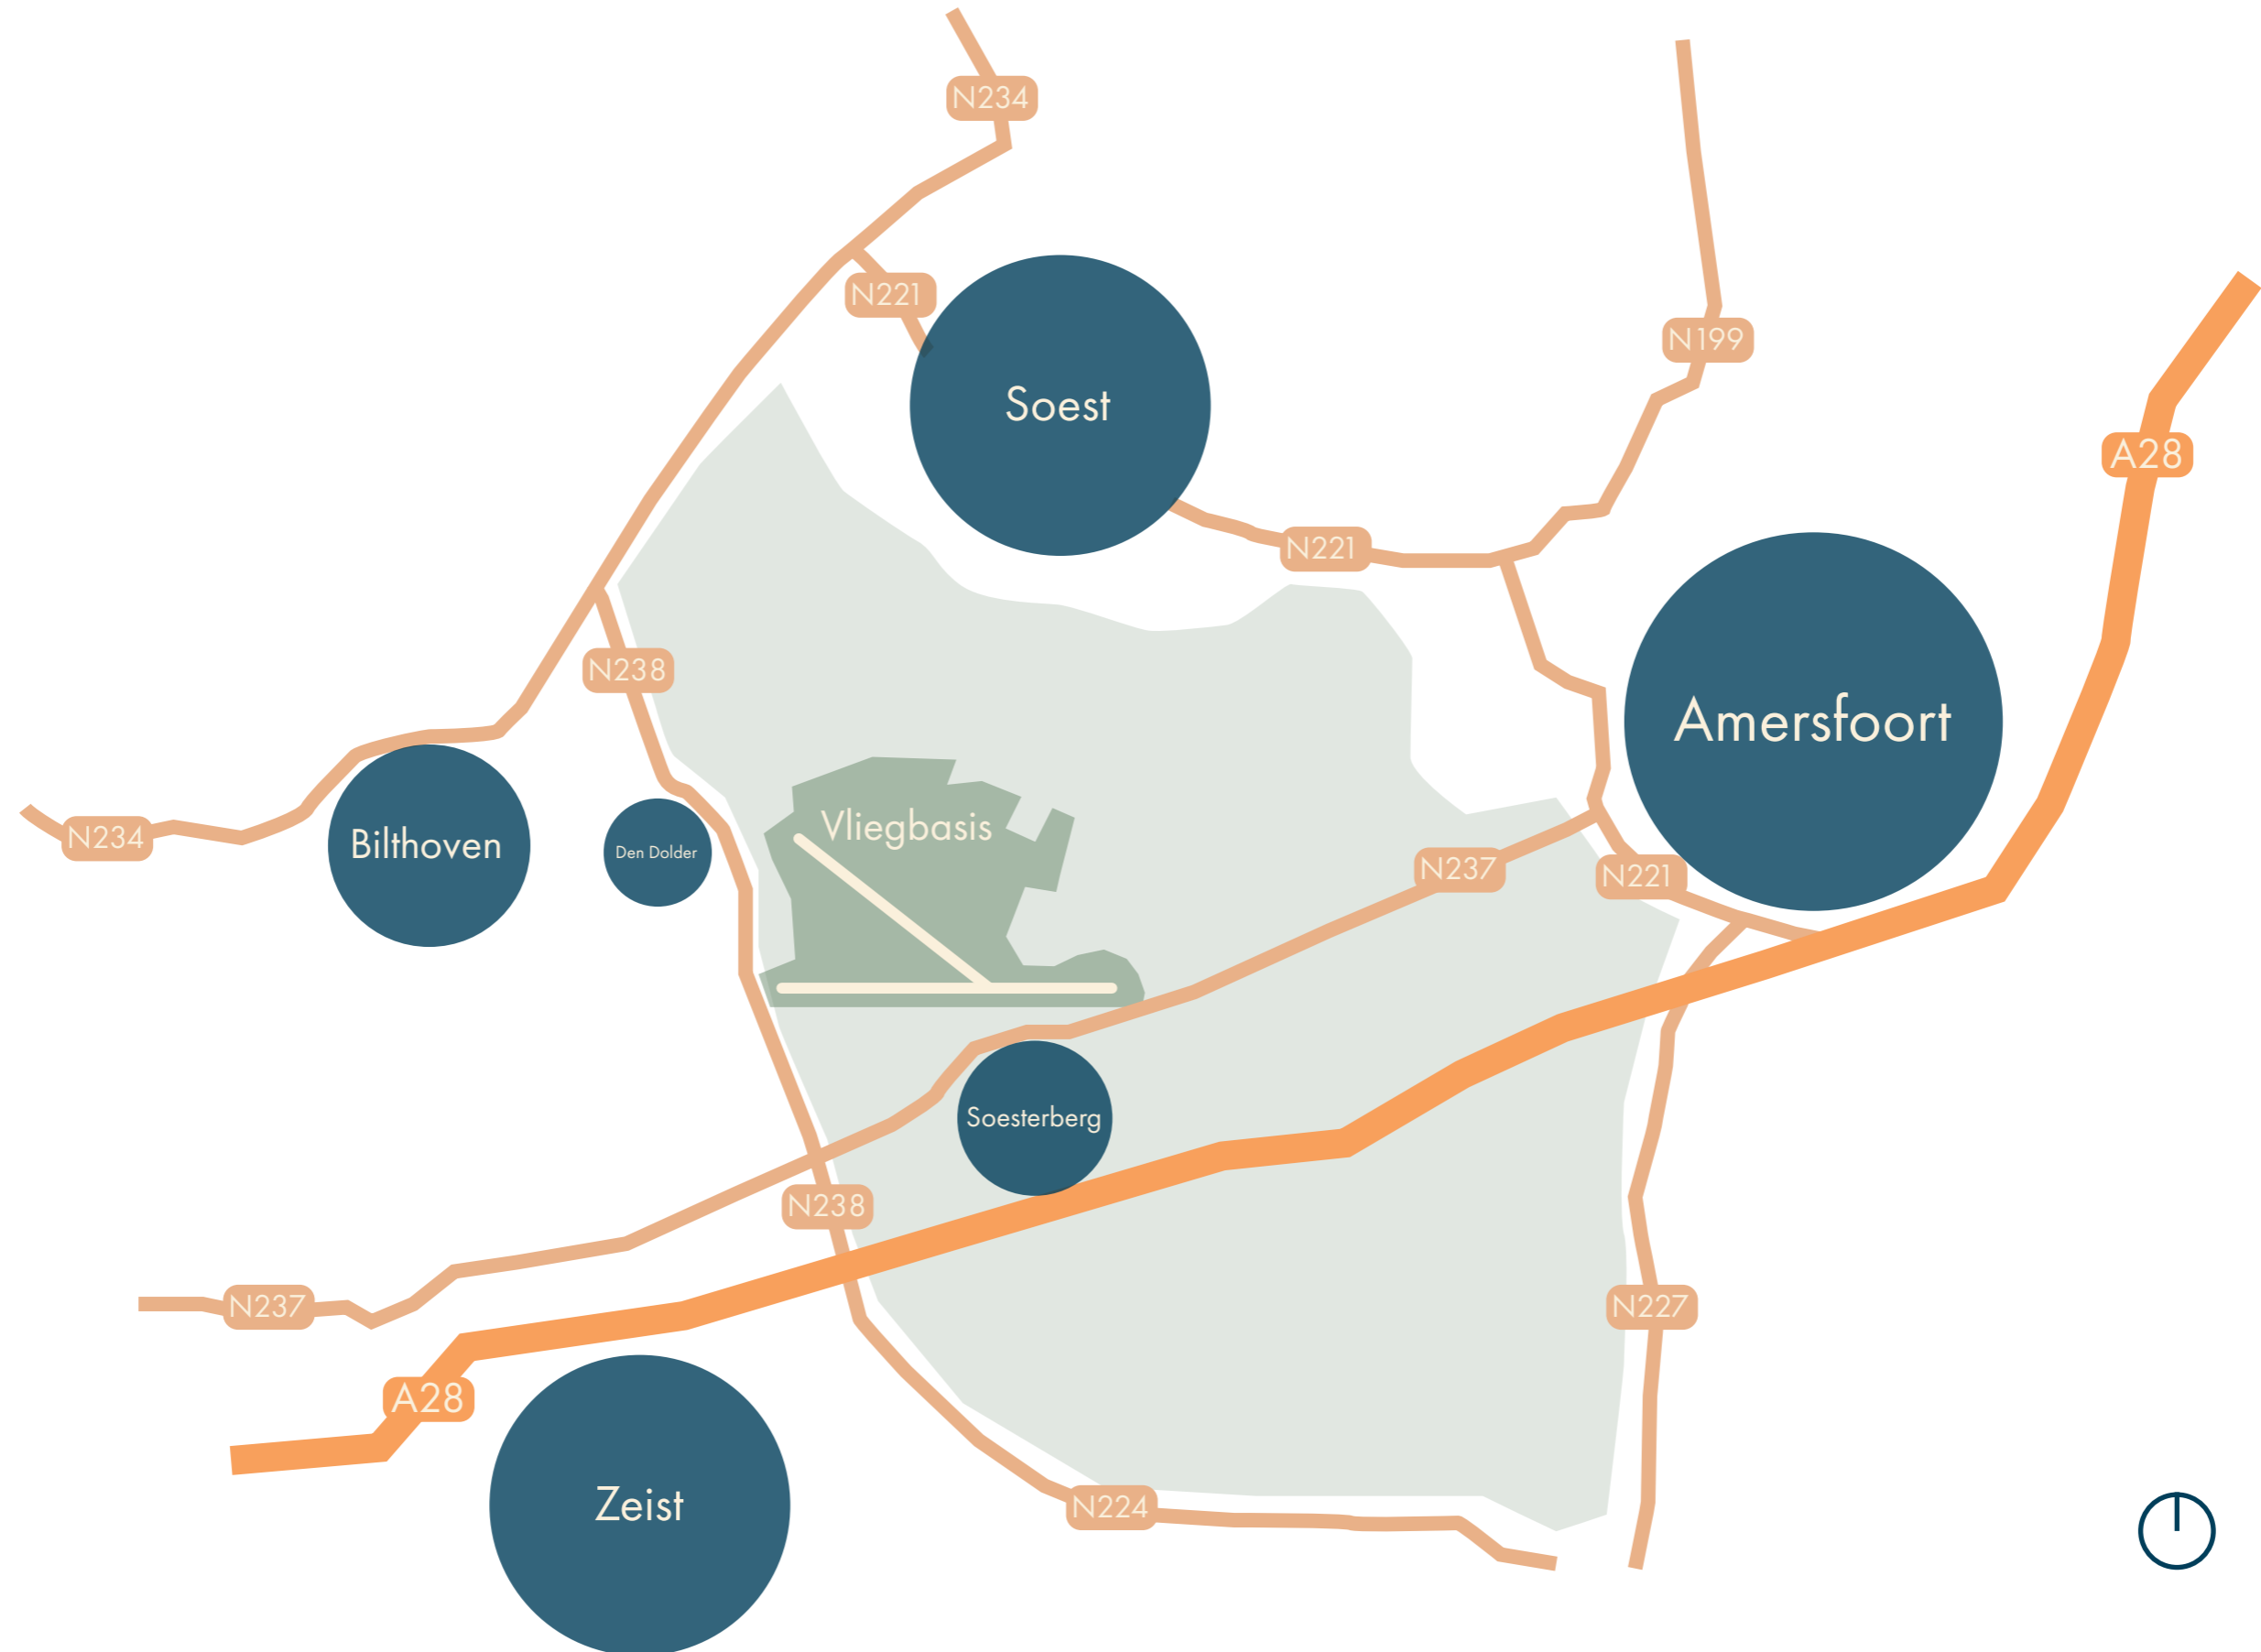 N234
N221
N199
Soest
A28
N221
N238
Amersfoort
Vliegbasis
N234
Bilthoven
Den Dolder
N237
N221
Soesterberg
N238
N237
N227
A28
Zeist
N224